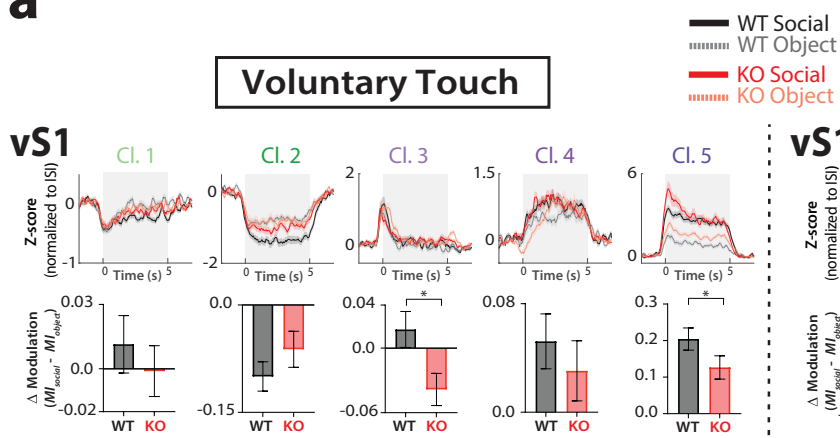 a
WT Social
WT Object
KO Social
KO Object
Voluntary Touch
vS1
vS1
Cl. 1
Cl. 2
Cl. 3
Cl. 4
Cl. 5
Z-score
(normalized to ISI)
0
-1
0
Time (s)
5
0
-2
0
Time (s)
5
2
0
0
Time (s)
5
1.5
0
0
Time (s)
5
6
0
0
Time (s)
5
Z-score
(normalized to ISI)
Δ Modulation
(MIsocial - MIobject)
0.03
0.0
-0.02
WT KO
0.0
-0.15
WT KO
0.04
0.0
-0.06
*
WT KO
0.08
0.0
WT KO
0.3
0.2
0.1
0.0
*
WT KO
Δ Modulation
(MIsocial - MIobject)